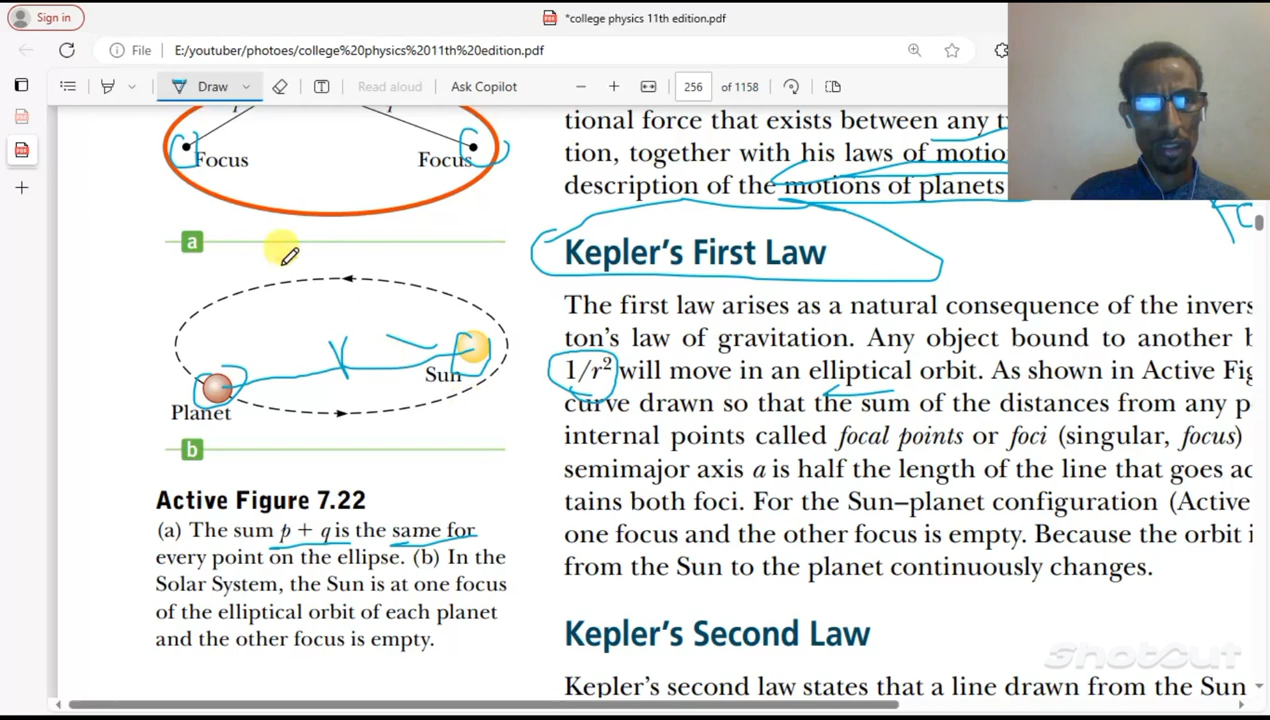 Sign in
*college physics 11th edition.pdf
File
E:/youtuber/photoes/college%20physics%2011th%20edition.pdf
Draw
Read aloud
Ask Copilot
256 of 1158
Focus
Focus
a
Planet
Sun
b
Active Figure 7.22
(a) The sum p + q is the same for
every point on the ellipse. (b) In the
Solar System, the Sun is at one focus
of the elliptical orbit of each planet
and the other focus is empty.
tional force that exists between any
tion, together with his laws of motio
description of the motions of planets
Kepler's First Law
The first law arises as a natural consequence of the invers
ton's law of gravitation. Any object bound to another b
1/r² will move in an elliptical orbit. As shown in Active Fig
curve drawn so that the sum of the distances from any p
internal points called focal points or foci (singular, focus)
semimajor axis a is half the length of the line that goes ac
tains both foci. For the Sun–planet configuration (Active
one focus and the other focus is empty. Because the orbit i
from the Sun to the planet continuously changes.
Kepler's Second Law
Kepler's second law states that a line drawn from the Sun
shotcut